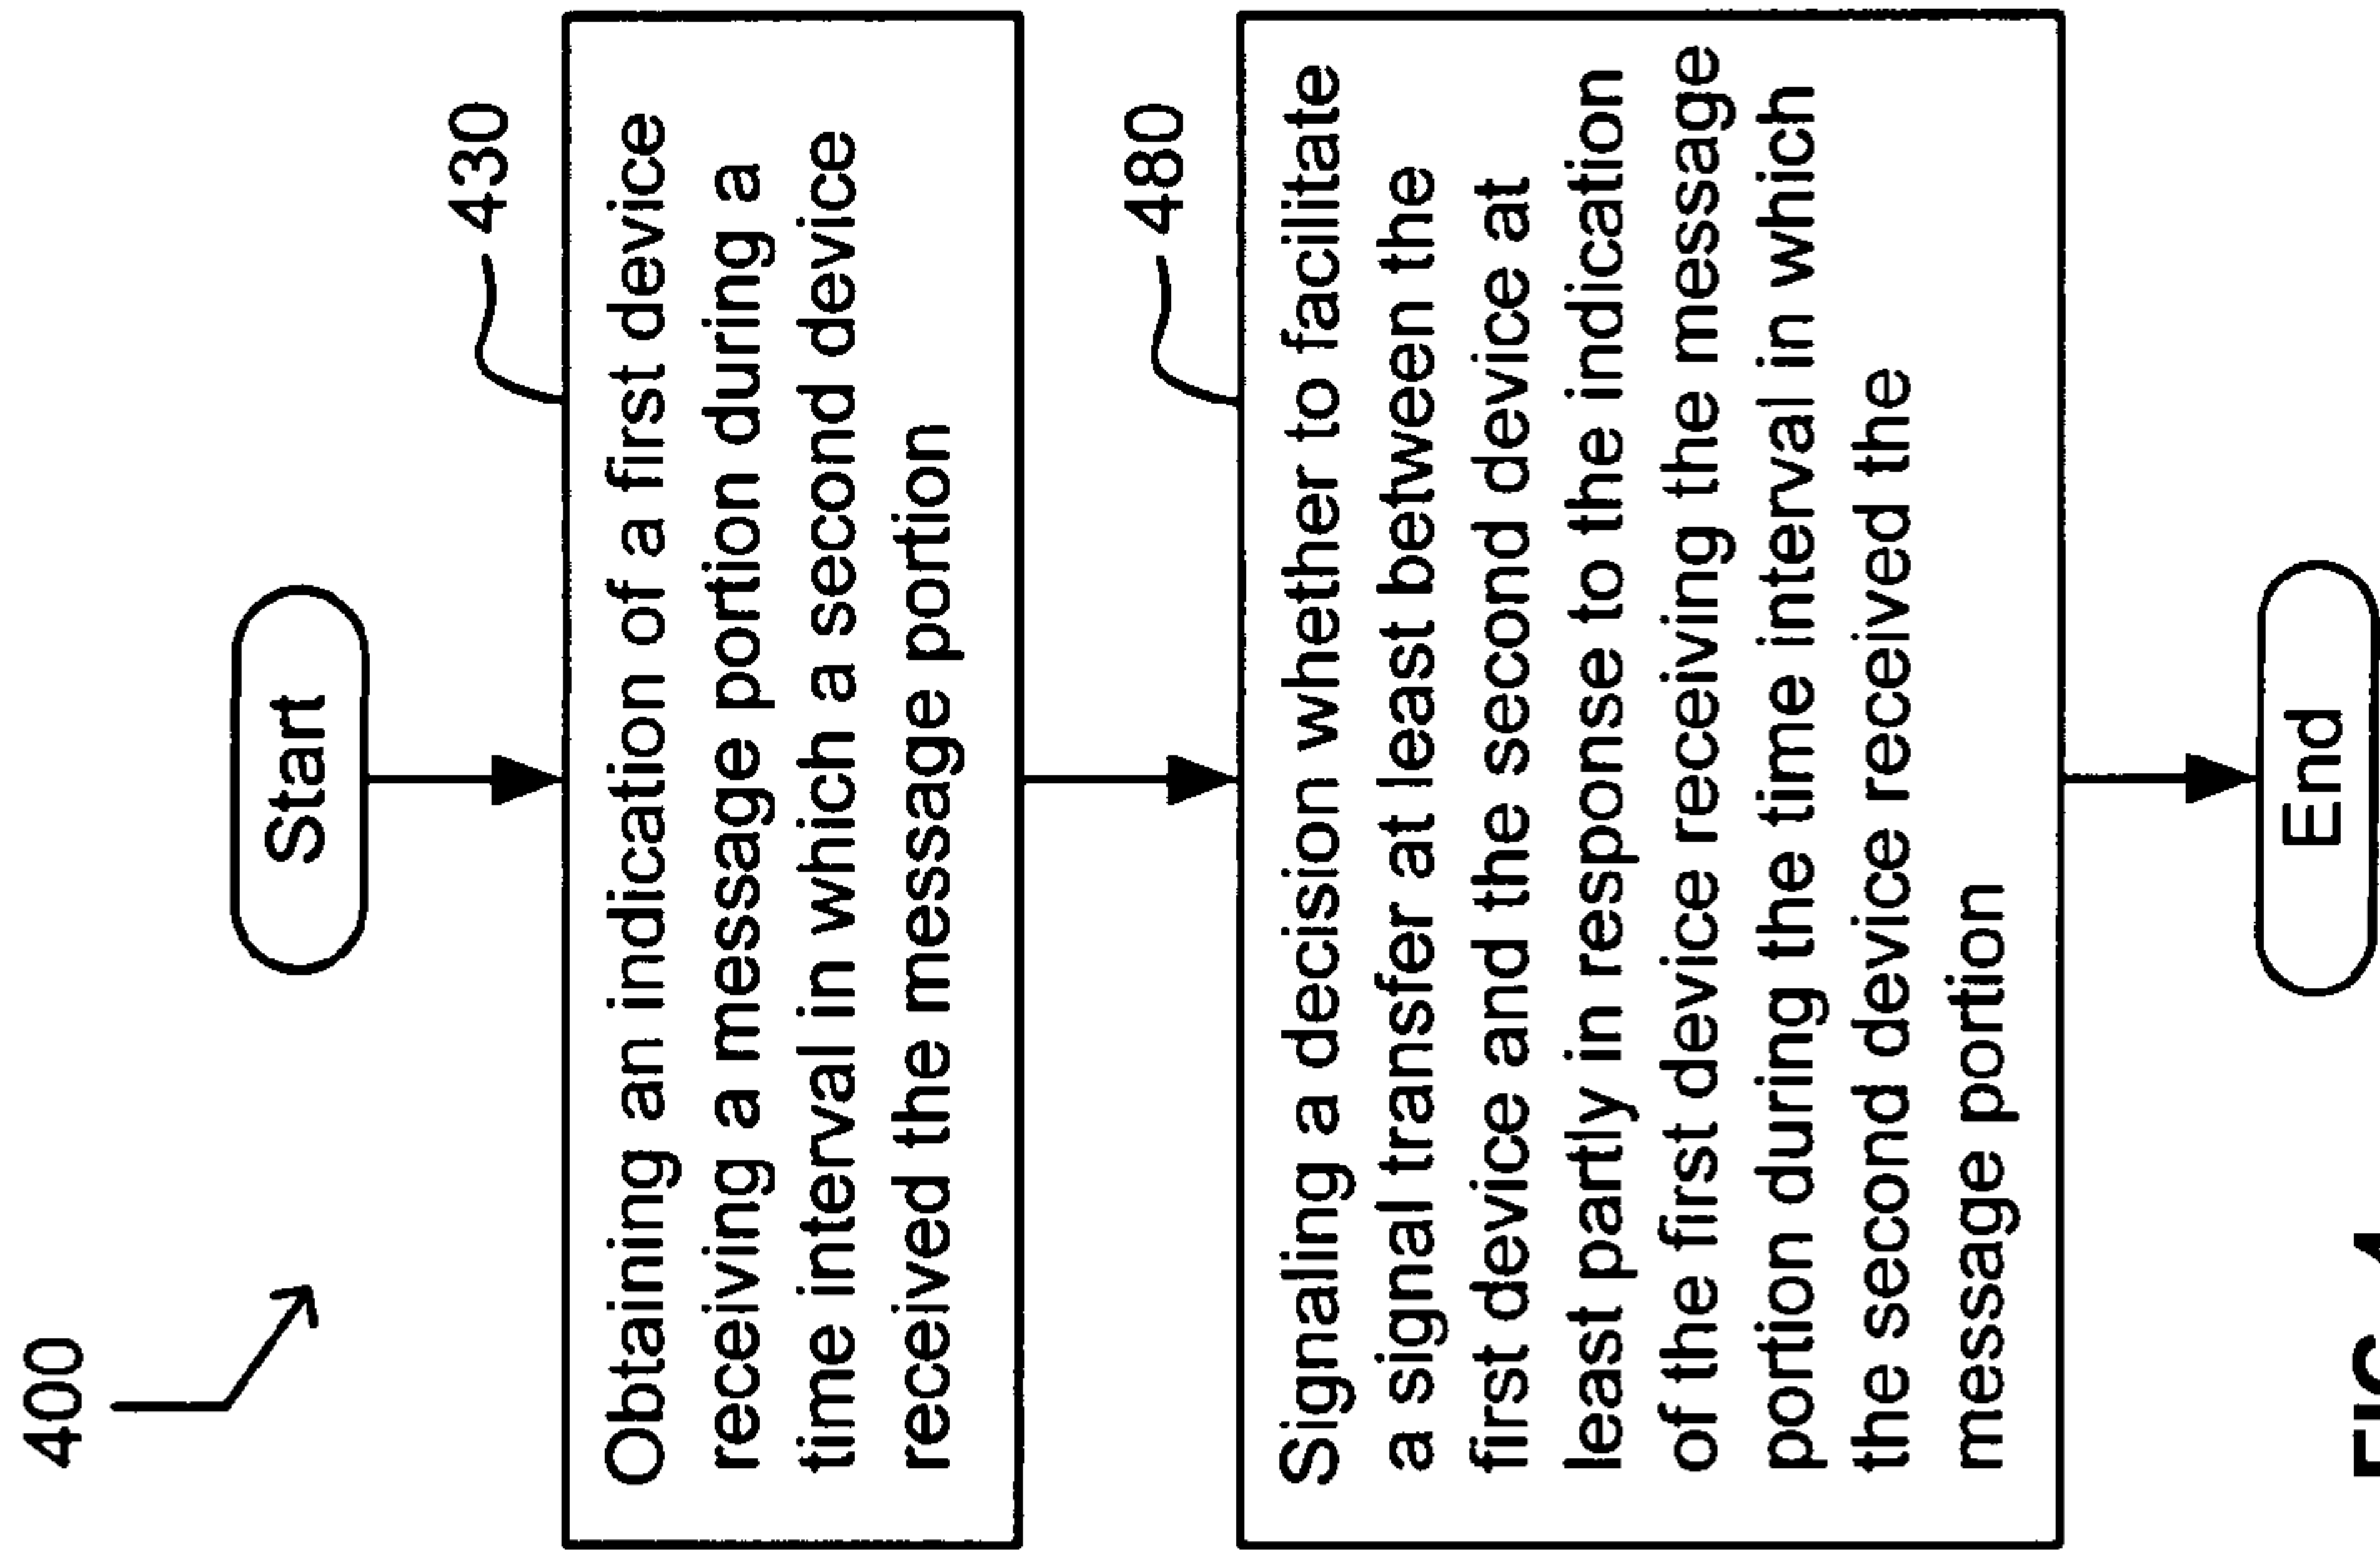 400
Start
430
Obtaining an indication of a first device
receiving a message portion during a
time interval in which a second device
received the message portion
480
Signaling a decision whether to facilitate
a signal transfer at least between the
first device and the second device at
least partly in response to the indication
of the first device receiving the message
portion during the time interval in which
the second device received the
message portion
End
FIG. 4